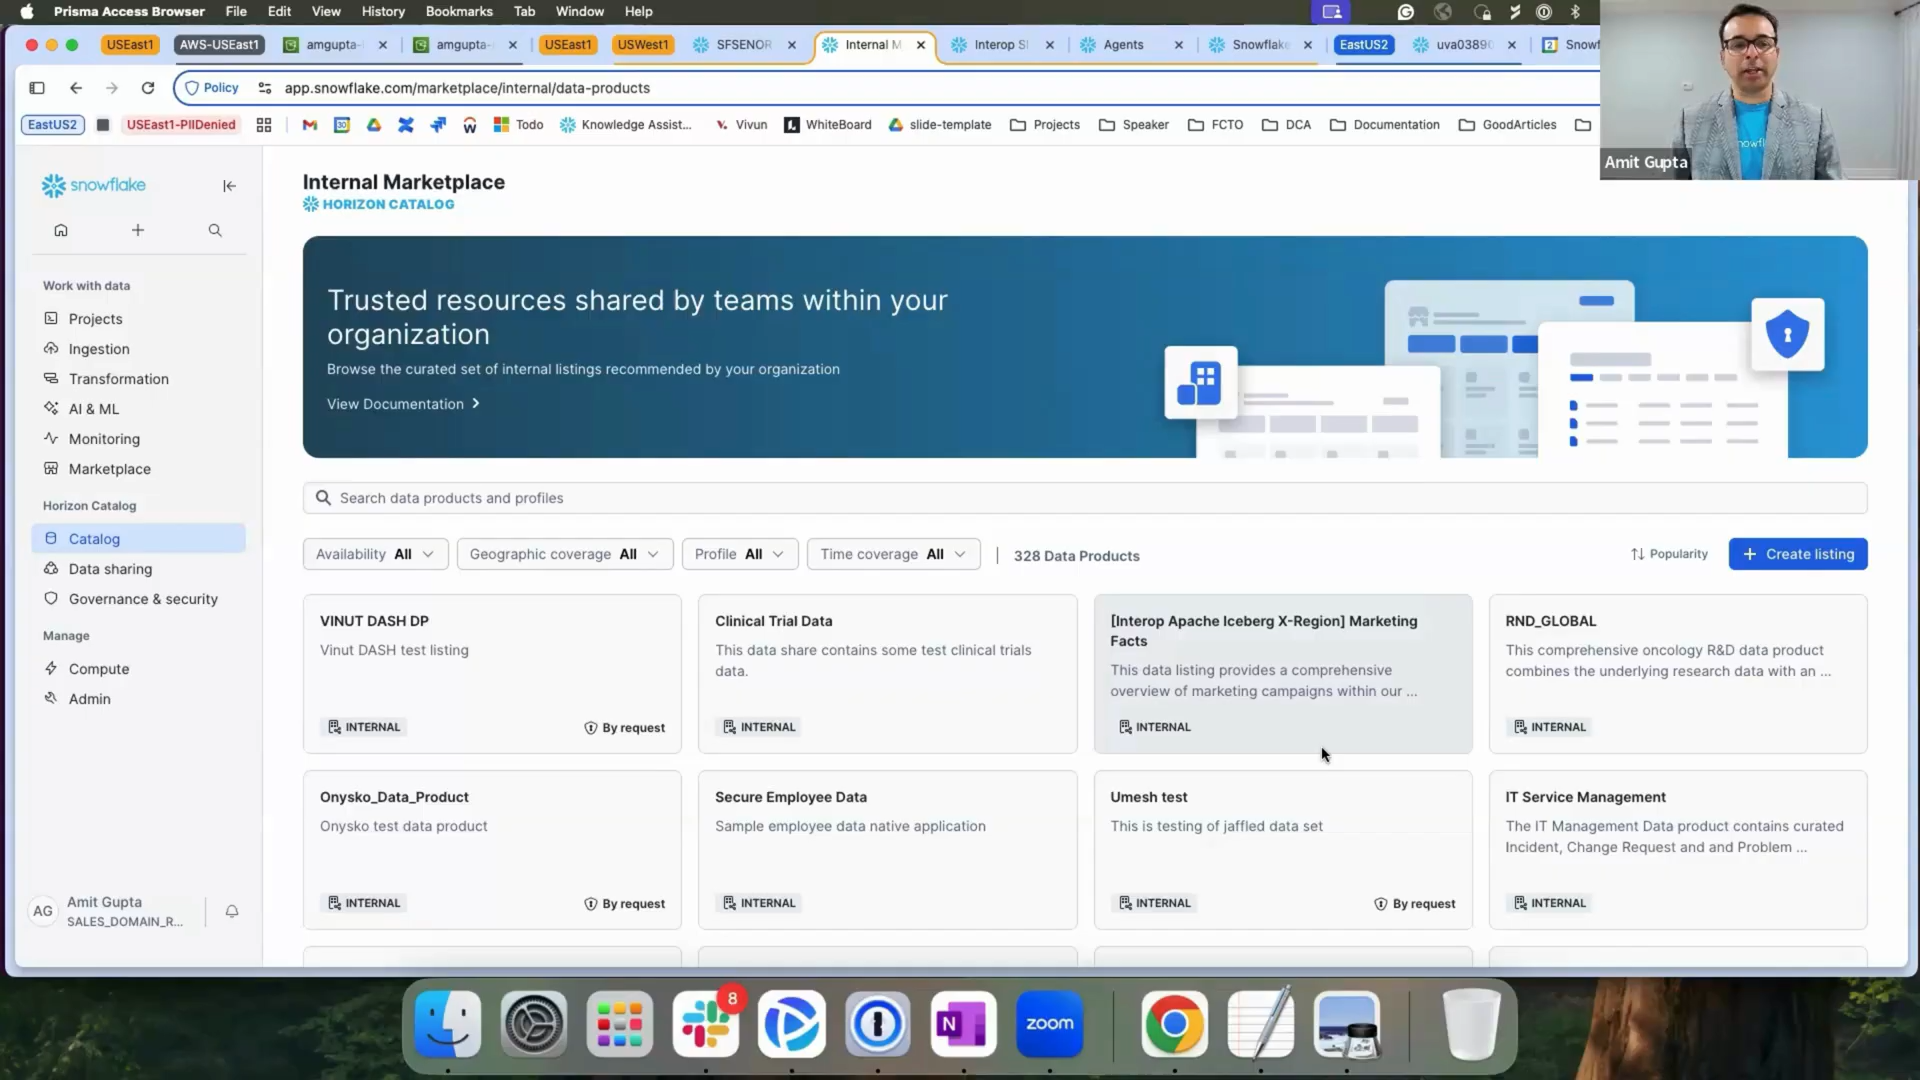 Prisma Access Browser File Edit View History Bookmarks Tab Window Help
USEast1 AWS-USEast1 amgupta- amgupta- USEast1 USWest1 SFSENOR Internal M Interop S Agents Snowflake EastUS2 uva0389 Snowf
Policy app.snowflake.com/marketplace/internal/data-products
EastUS2 USEast1-PIIDenied Todo Knowledge Assist... Vivun WhiteBoard slide-template Projects Speaker FCTO DCA Documentation GoodArticles
Amit Gupta
snowflake
Work with data
Projects
Ingestion
Transformation
AI & ML
Monitoring
Marketplace
Horizon Catalog
Catalog
Data sharing
Governance & security
Manage
Compute
Admin
AG
Amit Gupta
SALES_DOMAIN_R...
Internal Marketplace
HORIZON CATALOG
Trusted resources shared by teams within your
organization
Browse the curated set of internal listings recommended by your organization
View Documentation
Search data products and profiles
Availability All Geographic coverage All Profile All Time coverage All 328 Data Products Popularity + Create listing
VINUT DASH DP
Vinut DASH test listing
INTERNAL By request
Clinical Trial Data
This data share contains some test clinical trials
data.
INTERNAL
[Interop Apache Iceberg X-Region] Marketing
Facts
This data listing provides a comprehensive
overview of marketing campaigns within our ...
INTERNAL
RND_GLOBAL
This comprehensive oncology R&D data product
combines the underlying research data with an ...
INTERNAL
Onysko_Data_Product
Onysko test data product
INTERNAL By request
Secure Employee Data
Sample employee data native application
INTERNAL
Umesh test
This is testing of jaffled data set
INTERNAL By request
IT Service Management
The IT Management Data product contains curated
Incident, Change Request and and Problem ...
INTERNAL
8
zoom